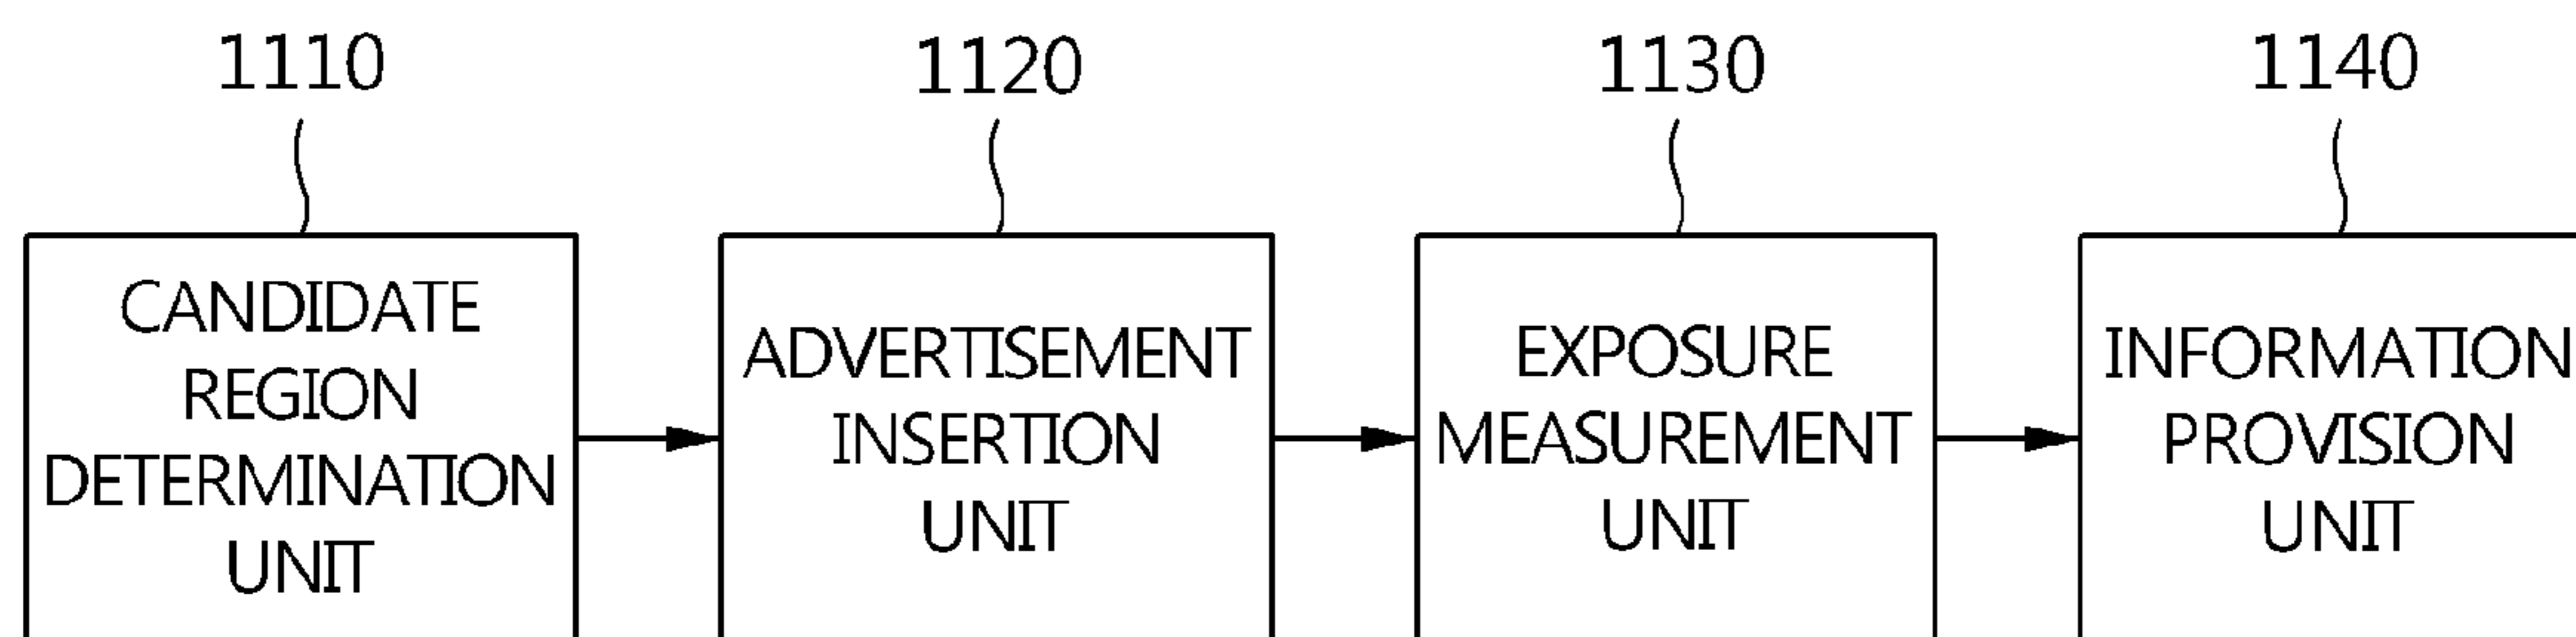 1110
1120
1130
1140
CANDIDATE
REGION
DETERMINATION
UNIT
ADVERTISEMENT
INSERTION
UNIT
EXPOSURE
MEASUREMENT
UNIT
INFORMATION
PROVISION
UNIT